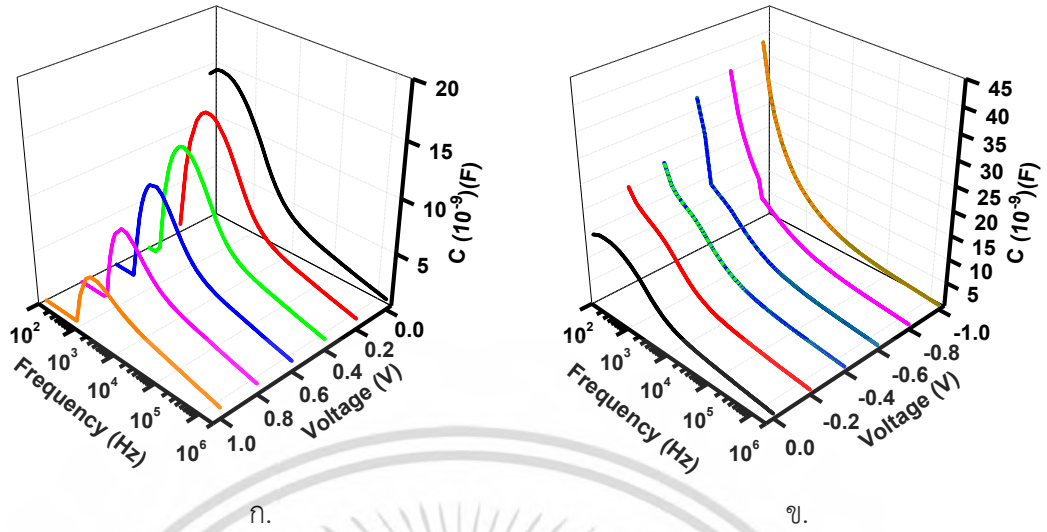 20
15
10
5
C (10⁻⁹)(F)
10² 10³ 10⁴ 10⁵ 10⁶
Frequency (Hz)
1.0 0.8 0.6 0.4 0.2 0.0
Voltage (V)
ก.
45
40
35
30
25
20
15
10
5
C (10⁻⁹)(F)
10² 10³ 10⁴ 10⁵ 10⁶
Frequency (Hz)
0.0 -0.2 -0.4 -0.6 -0.8 -1.0
Voltage (V)
ข.